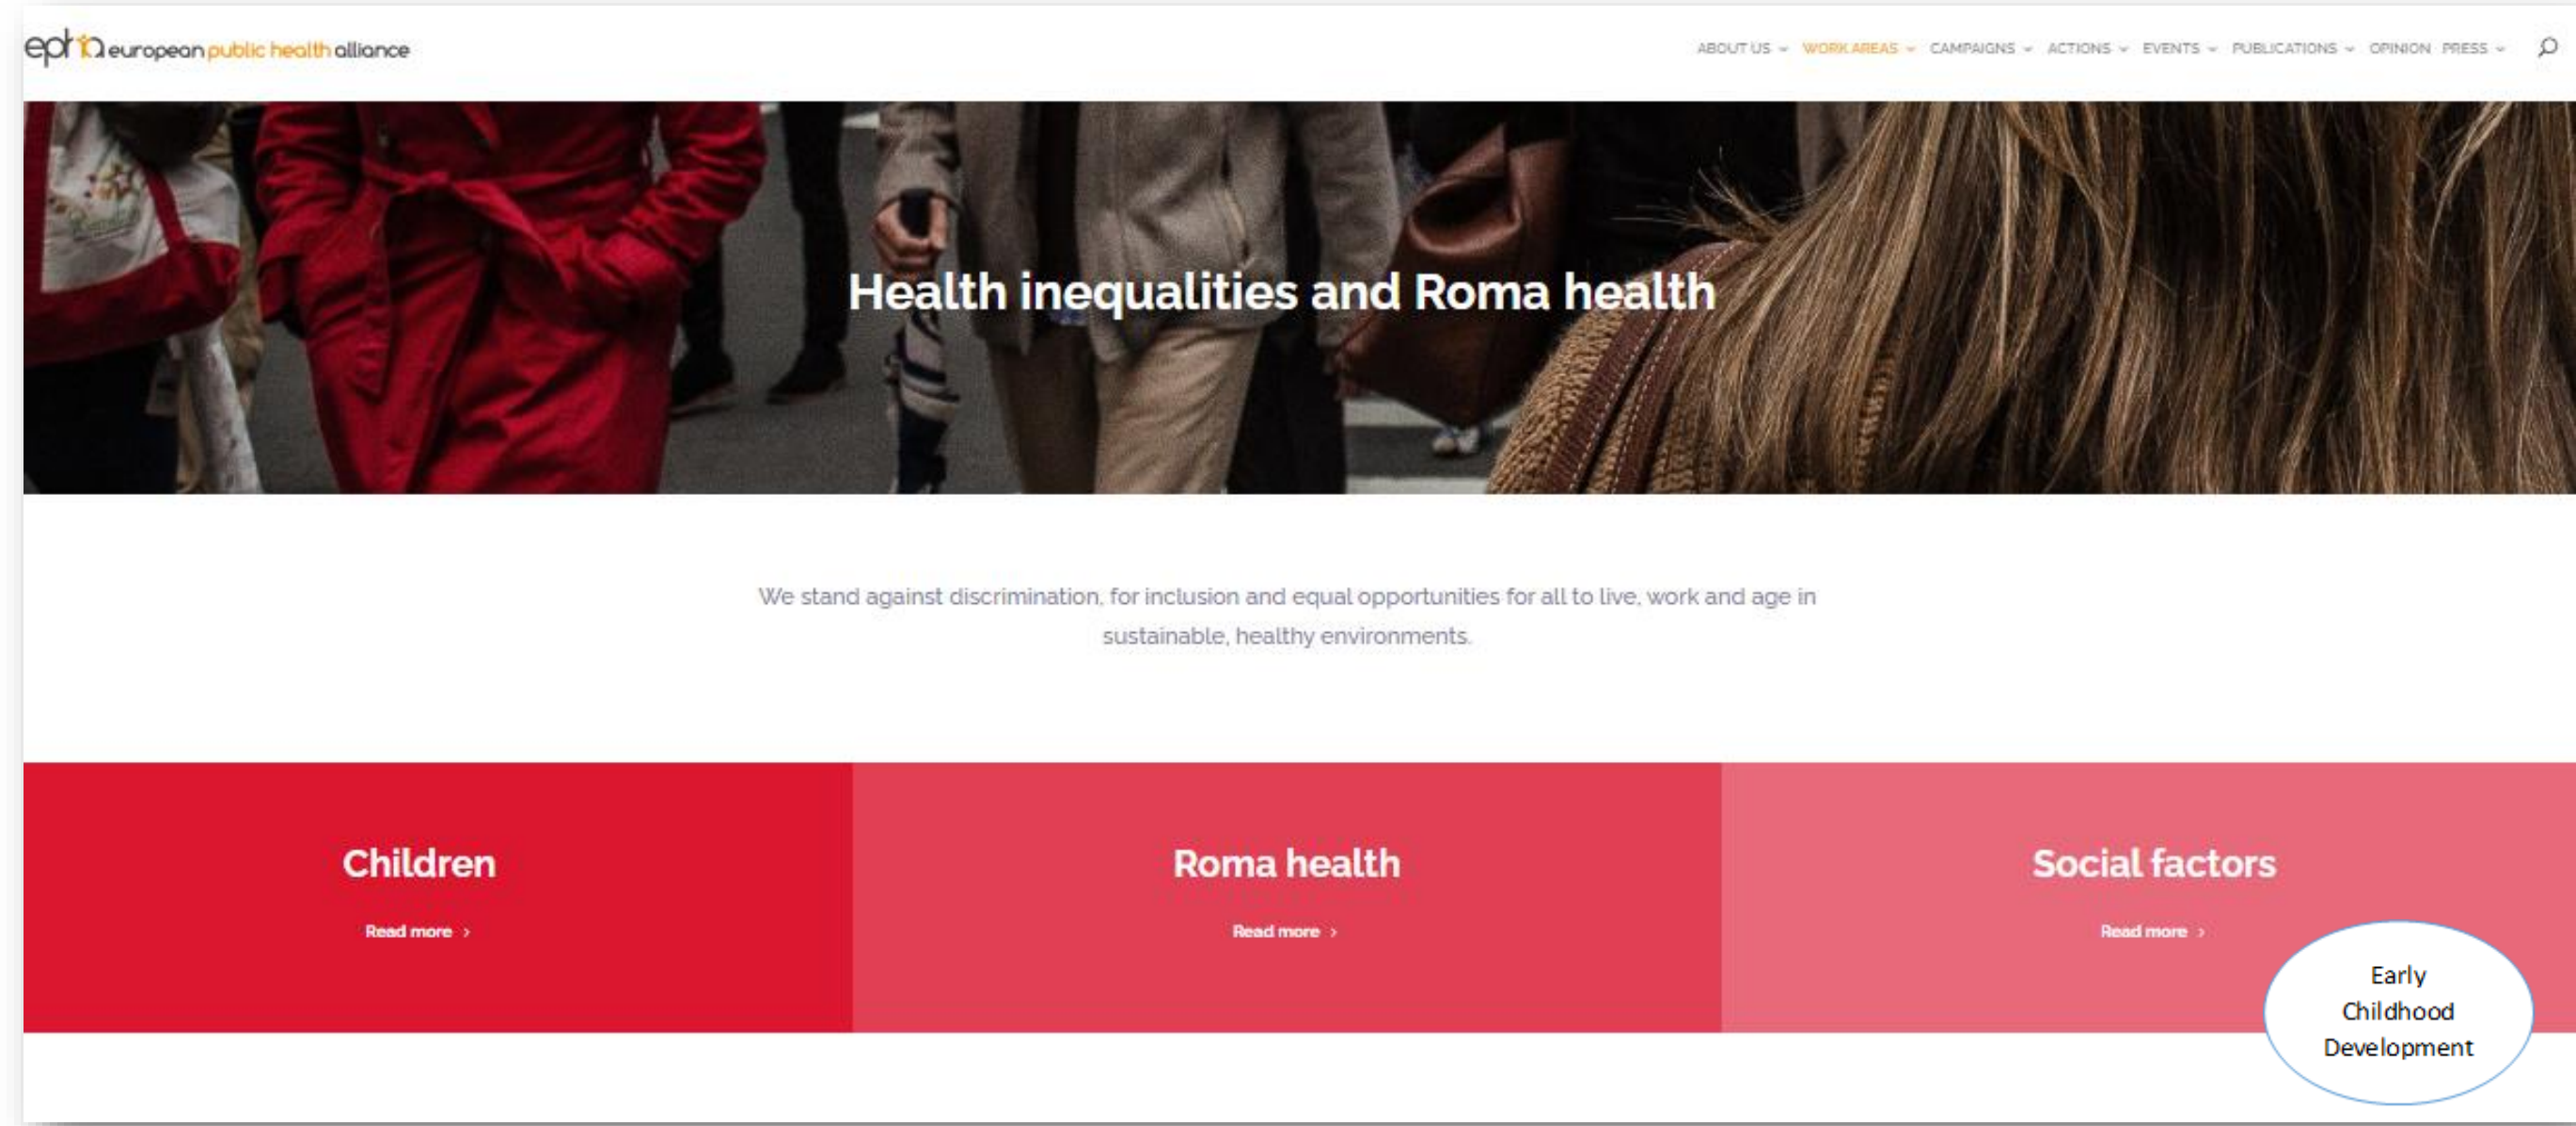 epha european public health alliance
ABOUT US WORK AREAS CAMPAIGNS ACTIONS EVENTS PUBLICATIONS OPINION PRESS
Health inequalities and Roma health
We stand against discrimination, for inclusion and equal opportunities for all to live, work and age in
sustainable, healthy environments.
Children
Roma health
Social factors
Read more >
Read more >
Read more >
Early
Childhood
Development